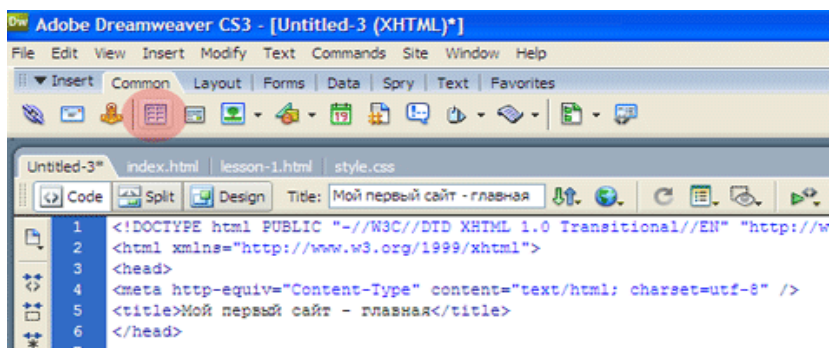 Dw Adobe Dreamweaver CS3 - [Untitled-3 (XHTML)*]
File Edit View Insert Modify Text Commands Site Window Help
▼ Insert Common Layout | Forms | Data | Spry | Text | Favorites
19
Untitled-3* index.html lesson-1.html style.css
Code Split Design Title: Мой первый сайт - главная
1 <!DOCTYPE html PUBLIC "-//W3C//DTD XHTML 1.0 Transitional//EN" "http://w
2 <html xmlns="http://www.w3.org/1999/xhtml">
3 <head>
4 <meta http-equiv="Content-Type" content="text/html; charset=utf-8" />
5 <title>Мой первый сайт - главная</title>
6 </head>